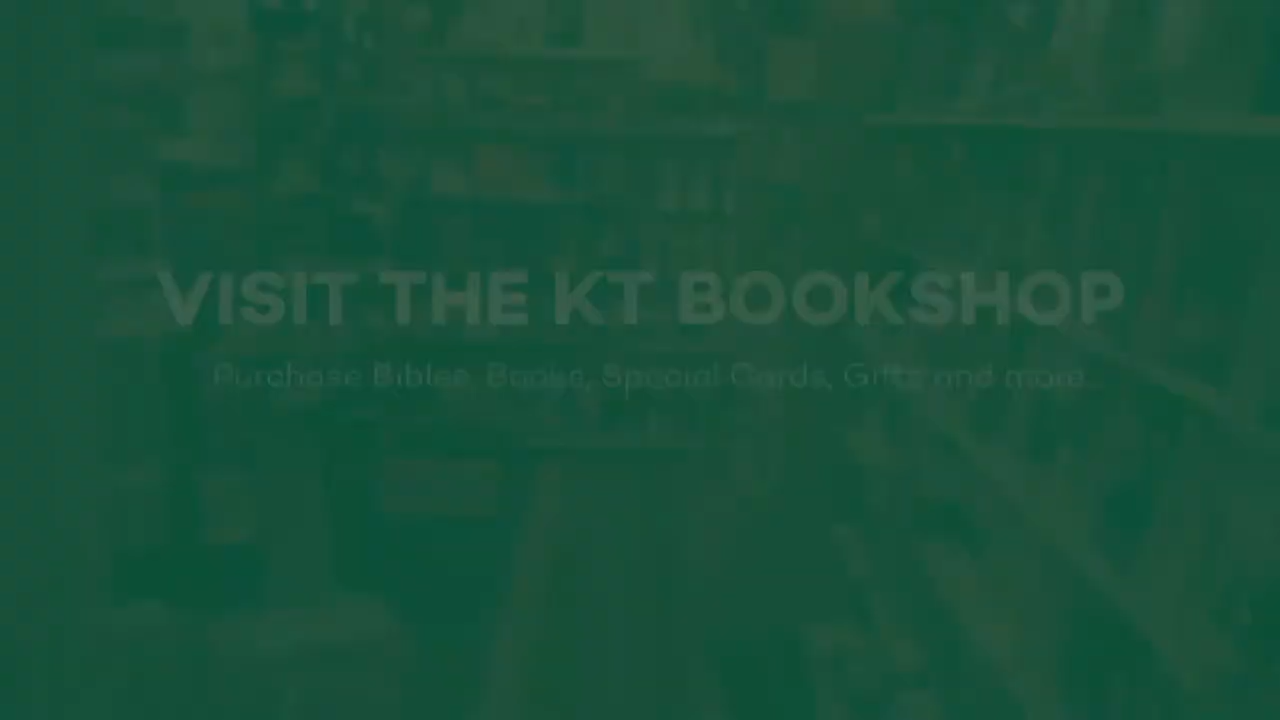 VISIT THE KT BOOKSHOP
Purchase Bibles, Books, Special Cards, Gifts and more.